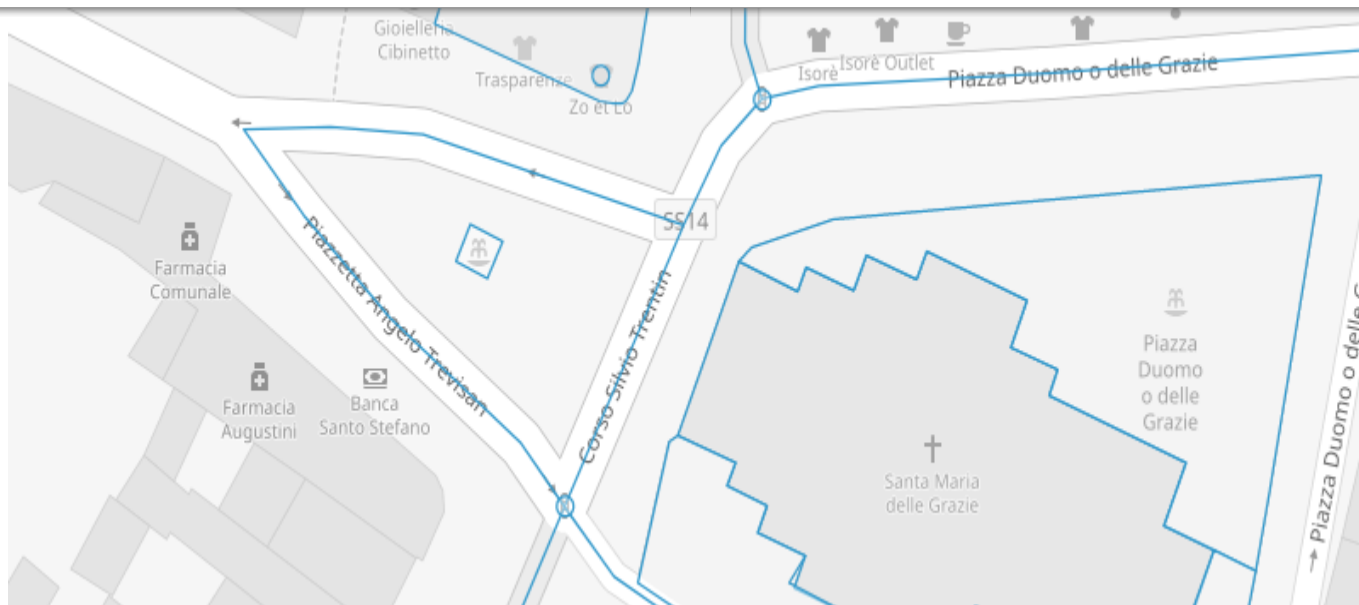 Gioielleria
Cibinetto
Trasparenze
Zo et Lo
Isorè
Isorè Outlet
Piazza Duomo o delle Grazie
SS14
Farmacia
Comunale
Piazzetta Angelo Trevisan
Corso Silvio Trentin
Farmacia
Augustini
Banca
Santo Stefano
Piazza
Duomo
o delle
Grazie
Santa Maria
delle Grazie
Piazza Duomo o delle G